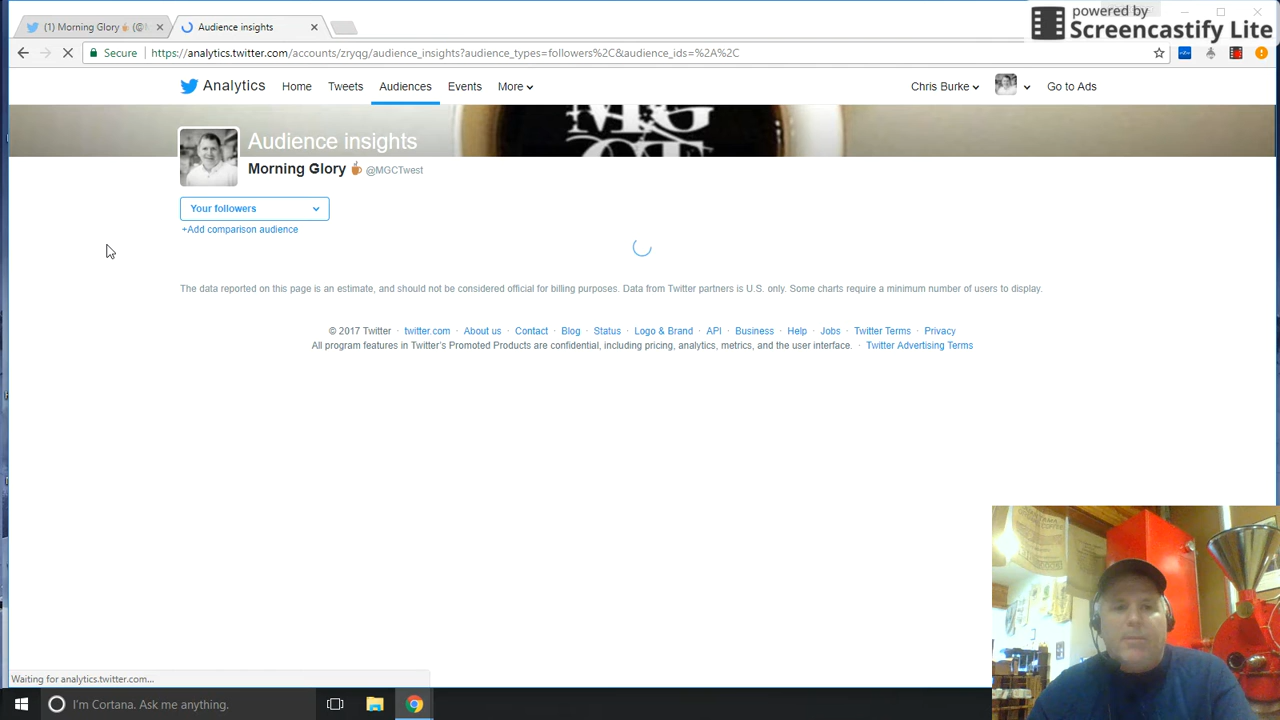 powered by
Screencastify Lite
(1) Morning Glory ☕ (@M
Audience insights
Secure https://analytics.twitter.com/accounts/zryqg/audience_insights?audience_types=followers%2C&audience_ids=%2A%2C
Analytics Home Tweets Audiences Events More Chris Burke Go to Ads
Audience insights
Morning Glory ☕ @MGCTwest
Your followers
+Add comparison audience
The data reported on this page is an estimate, and should not be considered official for billing purposes. Data from Twitter partners is U.S. only. Some charts require a minimum number of users to display.
© 2017 Twitter · twitter.com · About us · Contact · Blog · Status · Logo & Brand · API · Business · Help · Jobs · Twitter Terms · Privacy
All program features in Twitter's Promoted Products are confidential, including pricing, analytics, metrics, and the user interface. · Twitter Advertising Terms
Waiting for analytics.twitter.com...
I'm Cortana. Ask me anything.